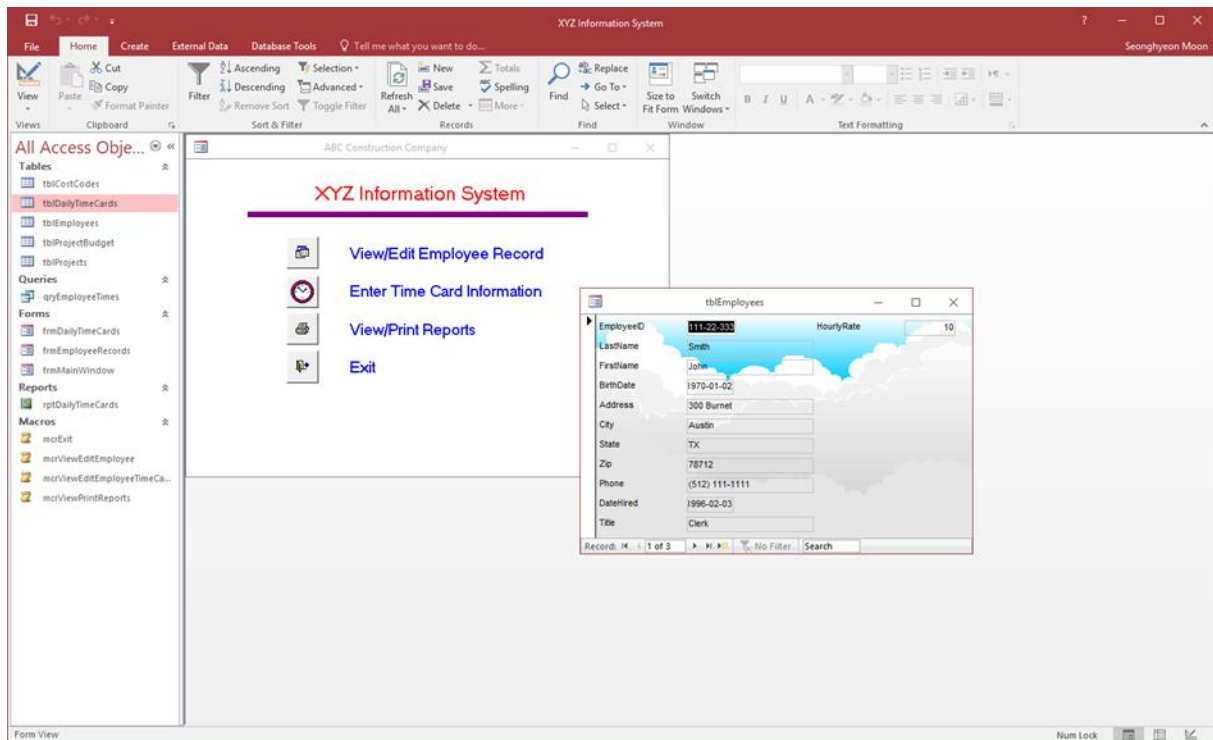 XYZ Information System
File Home Create External Data Database Tools Tell me what you want to do... Seonghyeon Moon
Cut Ascending Selection New Totals Replace
View Paste Copy Filter Descending Advanced Refresh All Save Spelling Find Go To Size to Fit Form Switch Windows
Format Painter Remove Sort Toggle Filter Delete More Select B I U A
Views Clipboard Sort & Filter Records Find Window Text Formatting
All Access Obje...
Tables
tblCostCodes
tblDailyTimeCards
tblEmployees
tblProjectBudget
tblProjects
Queries
qryEmployeeTimes
Forms
frmDailyTimeCards
frmEmployeeRecords
frmMainWindow
Reports
rptDailyTimeCards
Macros
mcrExit
mcrViewEditEmployee
mcrViewEditEmployeeTimeCa...
mcrViewPrintReports
ABC Construction Company
XYZ Information System
View/Edit Employee Record
Enter Time Card Information
View/Print Reports
Exit
tblEmployees
EmployeeID 111-22-333 HourlyRate 10
LastName Smith
FirstName John
BirthDate 1970-01-02
Address 300 Burnet
City Austin
State TX
Zip 78712
Phone (512) 111-1111
DateHired 1996-02-03
Title Clerk
Record: 1 of 3 No Filter Search
Form View Num Lock